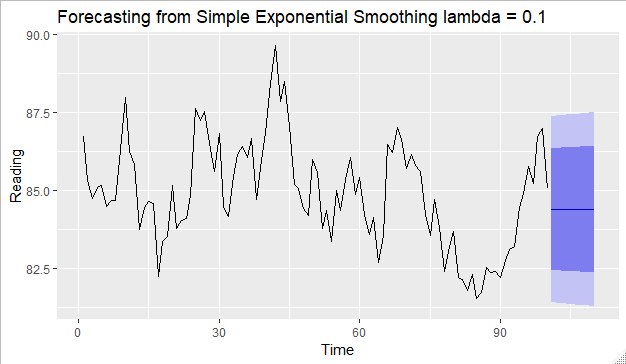 Forecasting from Simple Exponential Smoothing lambda = 0.1
90.0
87.5
85.0
82.5
Reading
0
30
60
90
Time